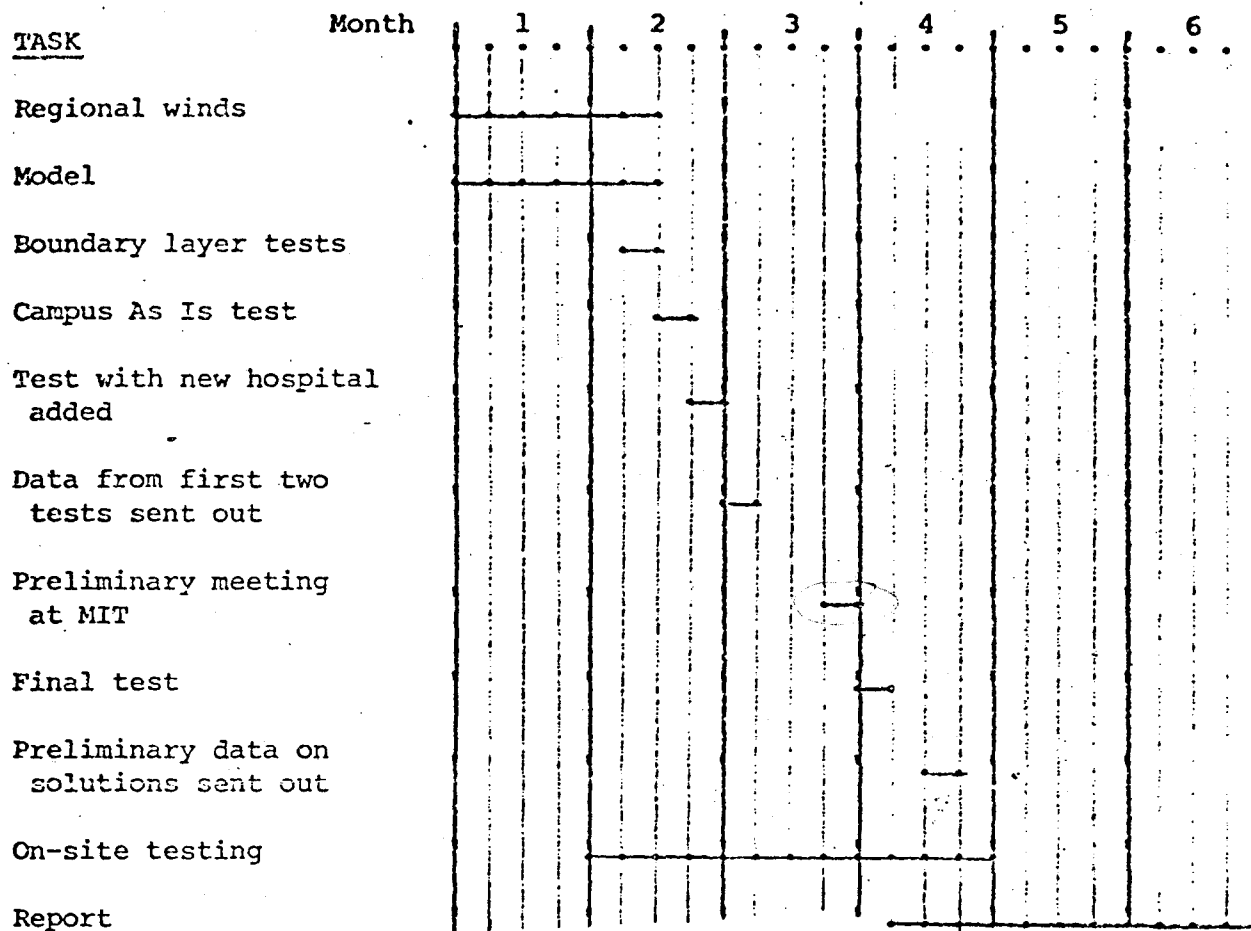 Month 1 2 3 4 5 6
TASK
Regional winds
Model
Boundary layer tests
Campus As Is test
Test with new hospital
added
Data from first two
tests sent out
Preliminary meeting
at MIT
Final test
Preliminary data on
solutions sent out
On-site testing
Report